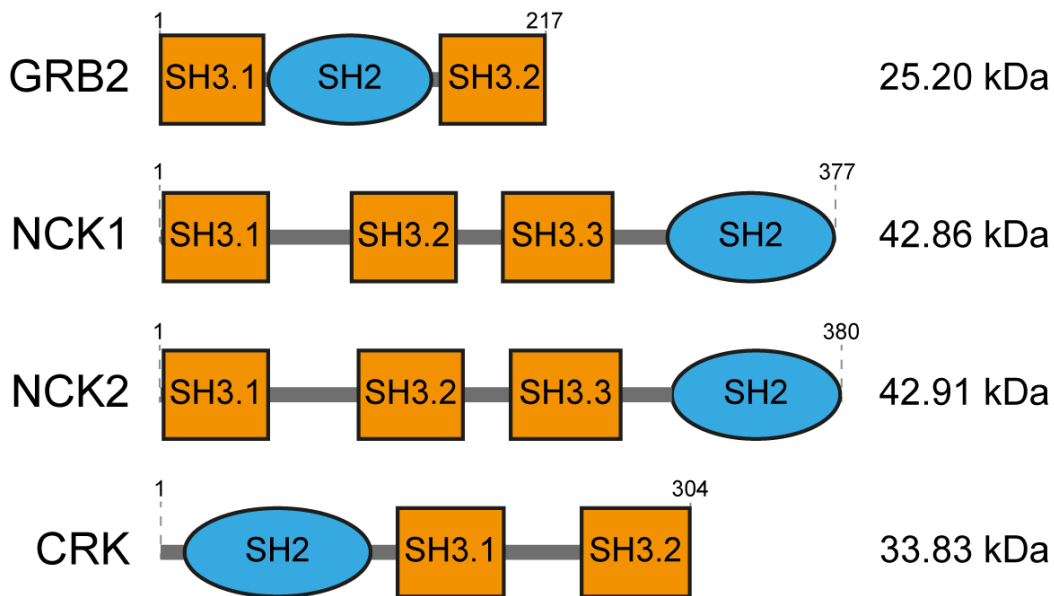 1 217
GRB2 SH3.1 SH2 SH3.2 25.20 kDa
1 377
NCK1 SH3.1 SH3.2 SH3.3 SH2 42.86 kDa
1 380
NCK2 SH3.1 SH3.2 SH3.3 SH2 42.91 kDa
1 304
CRK SH2 SH3.1 SH3.2 33.83 kDa